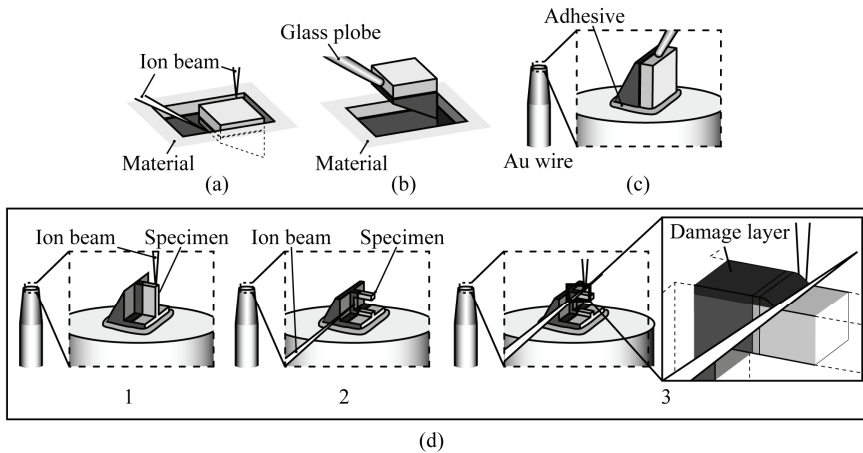 Ion beam
Material
(a)
Glass plobe
Material
(b)
Adhesive
Au wire
(c)
Ion beam
Specimen
1
Ion beam
Specimen
2
Damage layer
3
(d)